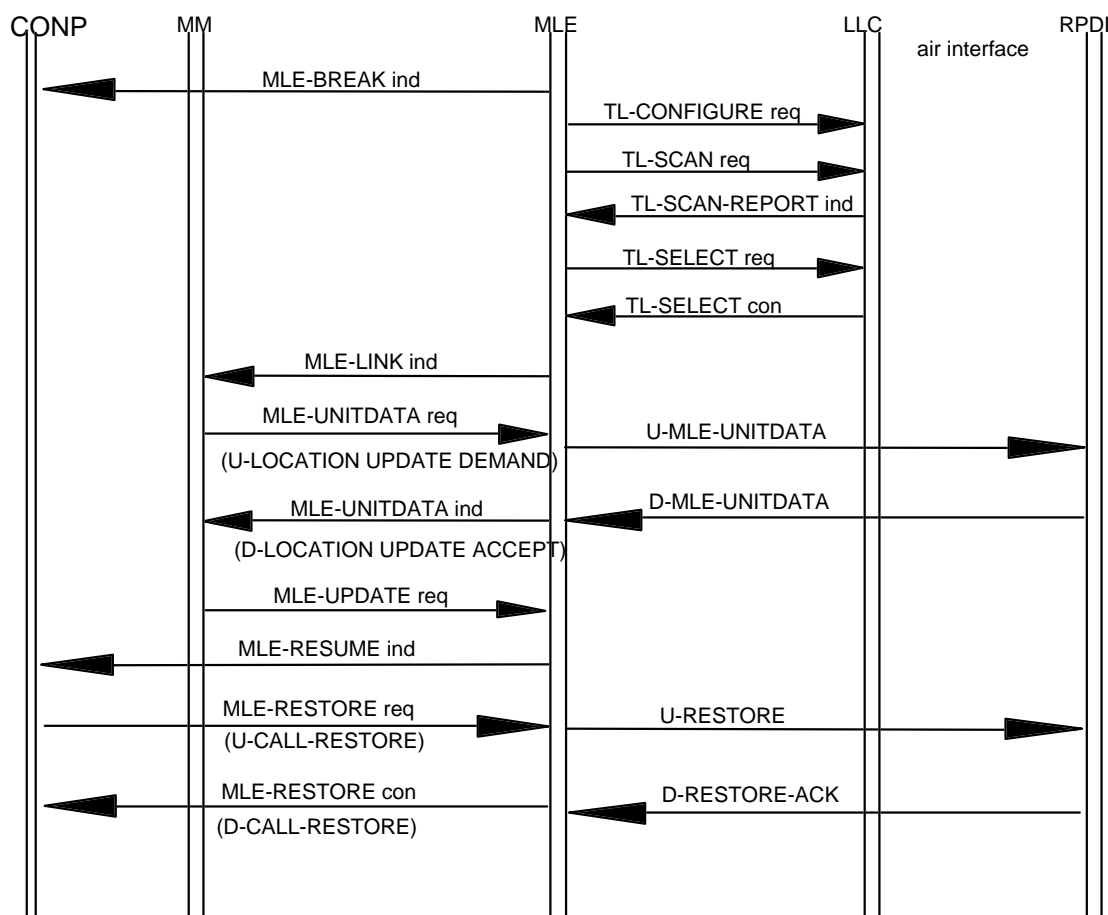 CONP MM MLE LLC RPDI
air interface
MLE-BREAK ind
TL-CONFIGURE req
TL-SCAN req
TL-SCAN-REPORT ind
TL-SELECT req
TL-SELECT con
MLE-LINK ind
MLE-UNITDATA req
U-MLE-UNITDATA
(U-LOCATION UPDATE DEMAND)
MLE-UNITDATA ind
D-MLE-UNITDATA
(D-LOCATION UPDATE ACCEPT)
MLE-UPDATE req
MLE-RESUME ind
MLE-RESTORE req
U-RESTORE
(U-CALL-RESTORE)
MLE-RESTORE con
D-RESTORE-ACK
(D-CALL-RESTORE)